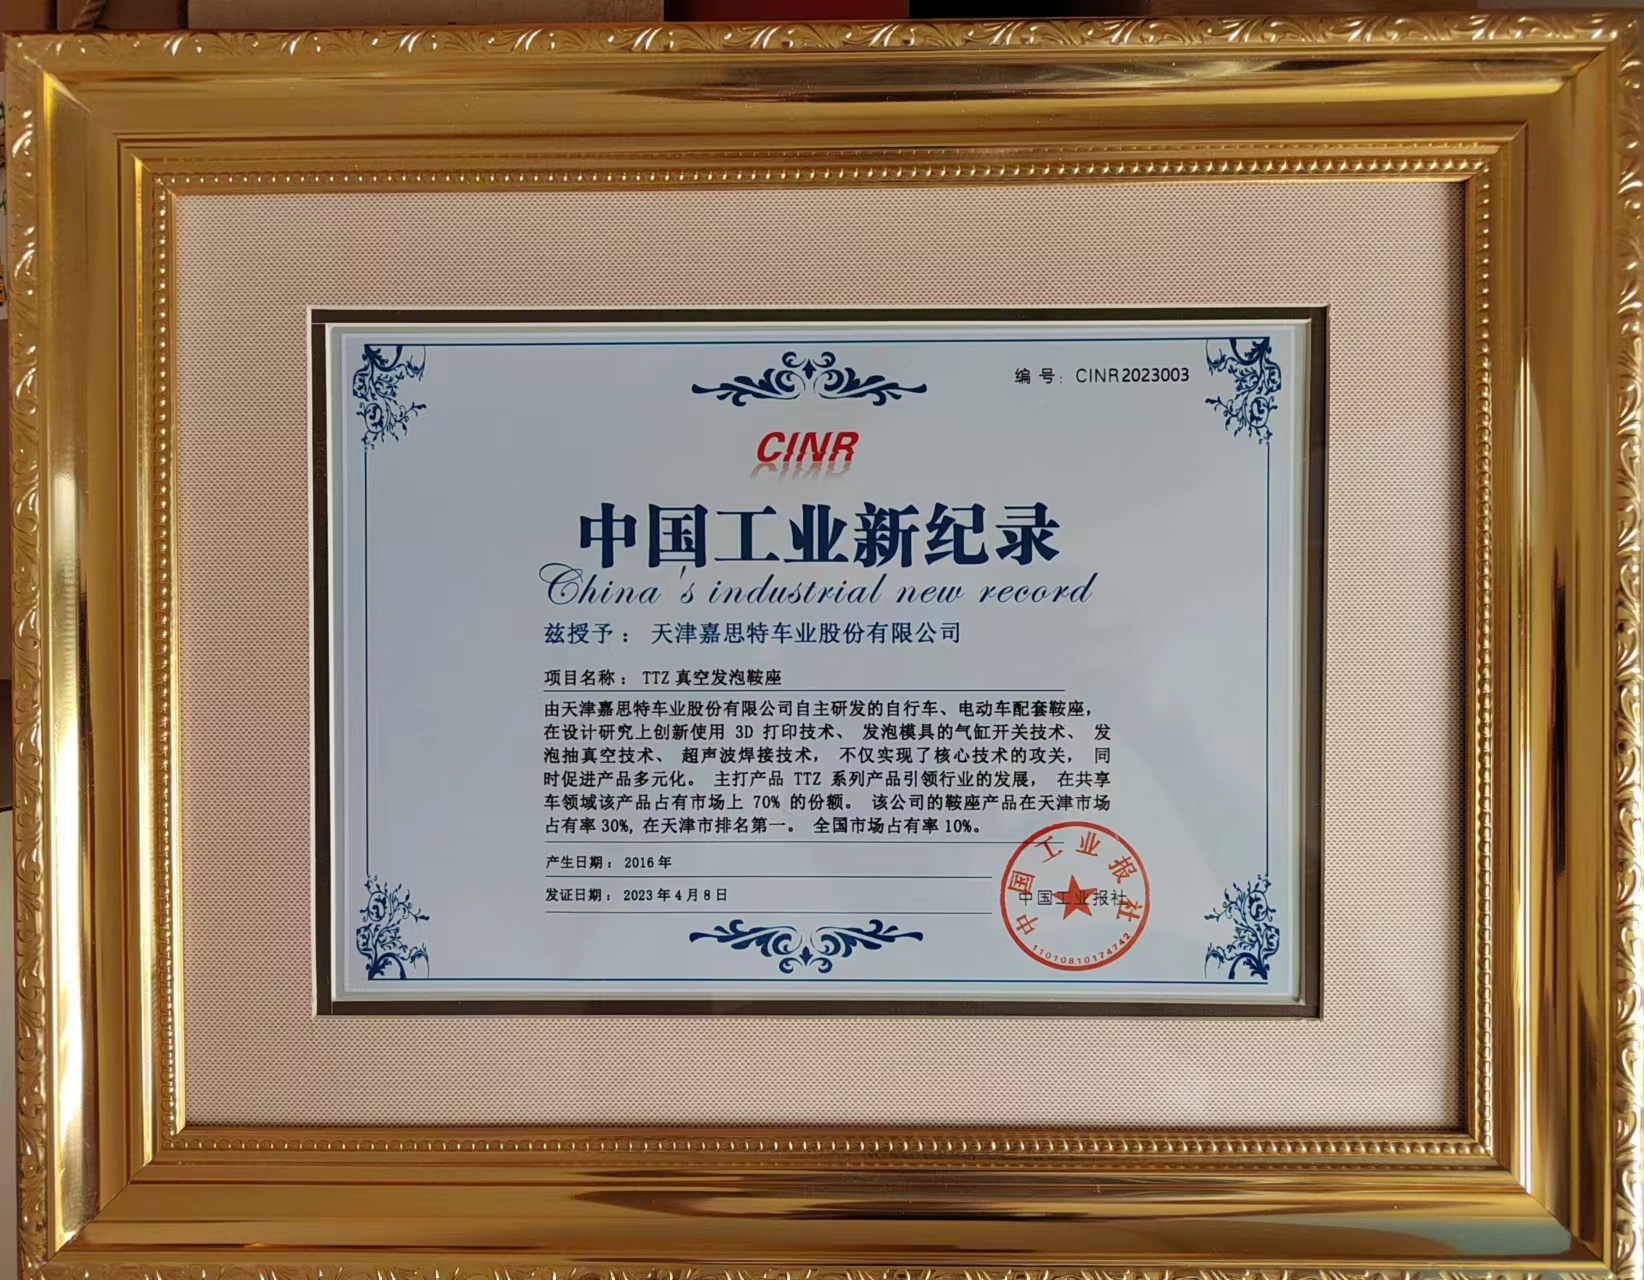 编 号：CINR2023003
CINR
中国工业新纪录
China's industrial new record
兹授予： 天津嘉思特车业股份有限公司
项目名称： TTZ 真空发泡鞍座
由天津嘉思特车业股份有限公司自主研发的自行车、电动车配套鞍座，
在设计研究上创新使用 3D 打印技术、 发泡模具的气缸开关技术、 发
泡抽真空技术、 超声波焊接技术， 不仅实现了核心技术的攻关， 同
时促进产品多元化。 主打产品 TTZ 系列产品引领行业的发展， 在共享
车领域该产品占有市场上 70% 的份额。 该公司的鞍座产品在天津市场
占有率 30%, 在天津市排名第一。 全国市场占有率 10%。
产生日期： 2016 年
发证日期： 2023 年 4 月 8 日
中国工业报社
中国工业报社
11010810174742